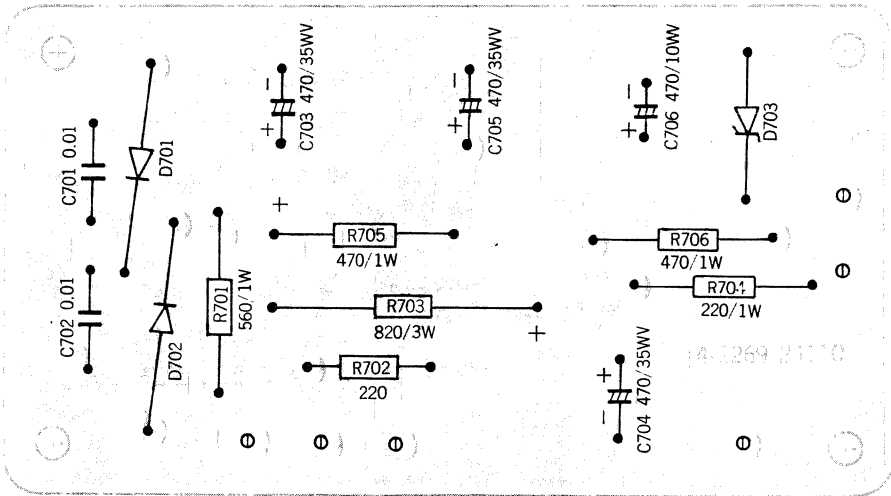 C701 0.01
D701
C703 470/35WV
C705 470/35WV
C706 470/10WV
D703
R705
470/1W
R706
470/1W
R701
560/1W
C702 0.01
D702
R703
820/3W
R704
220/1W
R702
220
C704 470/35WV